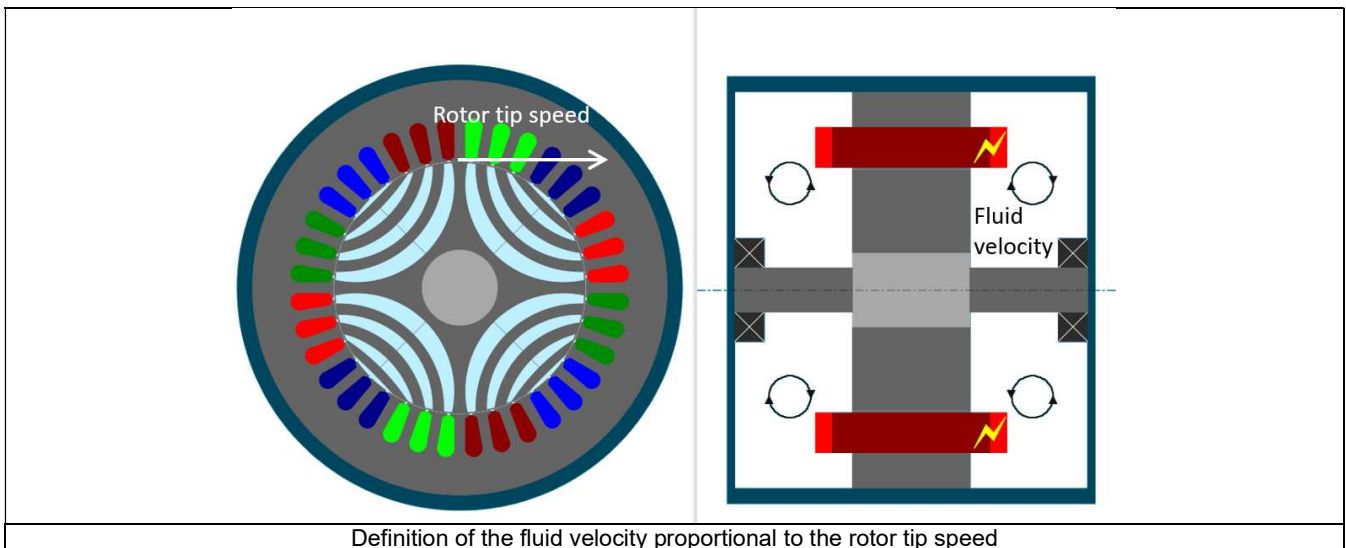 Rotor tip speed
Fluid
velocity
Definition of the fluid velocity proportional to the rotor tip speed